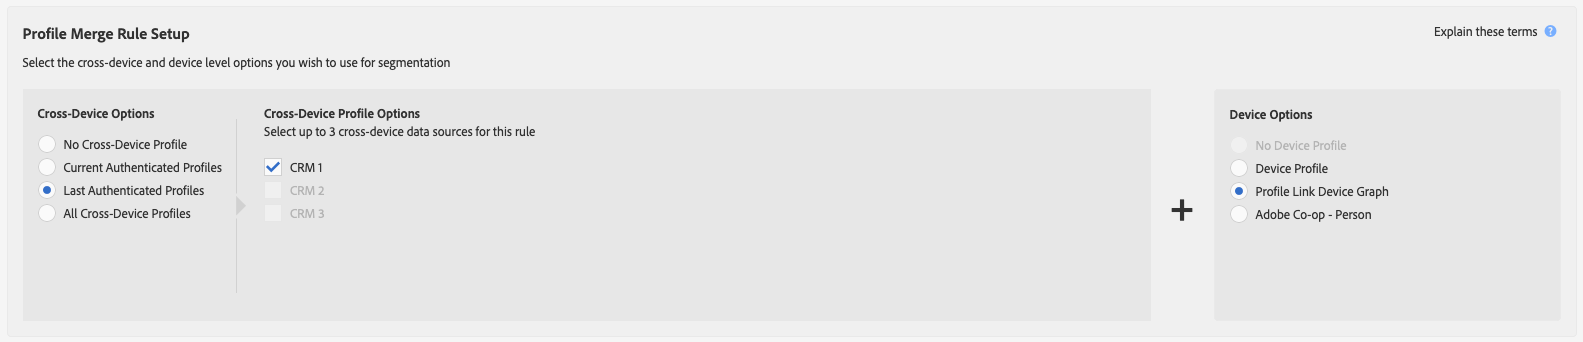 Profile Merge Rule Setup
Explain these terms ?
Select the cross-device and device level options you wish to use for segmentation
Cross-Device Options
No Cross-Device Profile
Current Authenticated Profiles
Last Authenticated Profiles
All Cross-Device Profiles
Cross-Device Profile Options
Select up to 3 cross-device data sources for this rule
CRM 1
CRM 2
CRM 3
+
Device Options
No Device Profile
Device Profile
Profile Link Device Graph
Adobe Co-op - Person